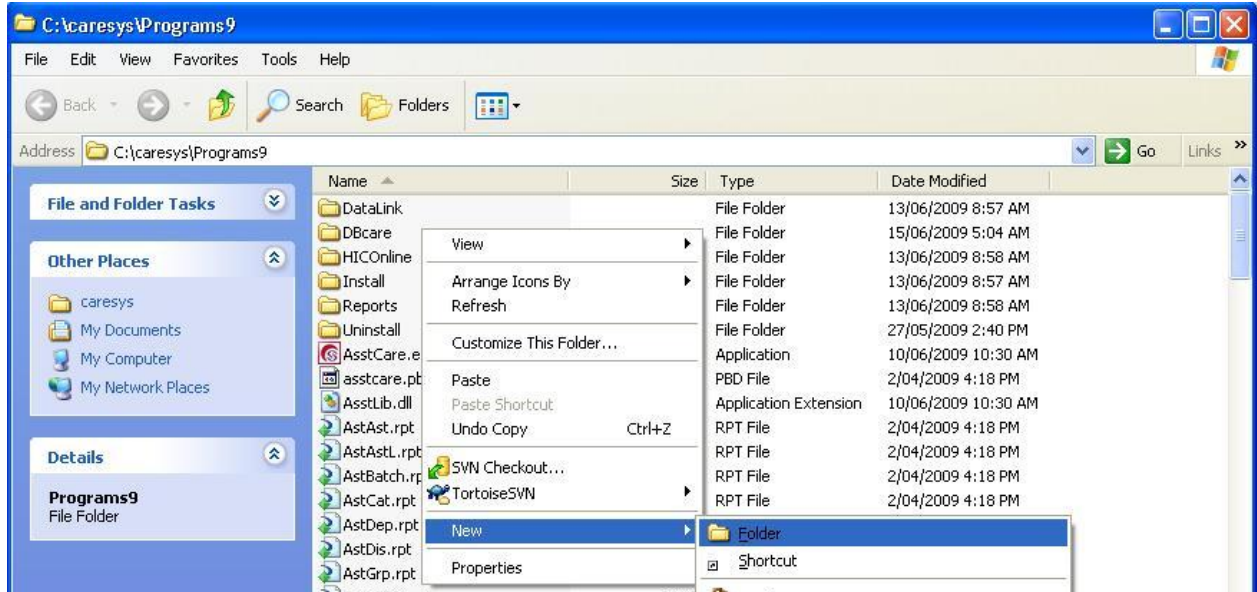 C:\caresys\Programs9
File Edit View Favorites Tools Help
Back Search Folders
Address C:\caresys\Programs9 Go Links »
File and Folder Tasks
Other Places
caresys
My Documents
My Computer
My Network Places
Details
Programs9
File Folder
Name Size Type Date Modified
DataLink File Folder 13/06/2009 8:57 AM
DBcare File Folder 15/06/2009 5:04 AM
HICOnline File Folder 13/06/2009 8:58 AM
Install File Folder 13/06/2009 8:57 AM
Reports File Folder 13/06/2009 8:58 AM
Uninstall File Folder 27/05/2009 2:40 PM
AsstCare.e Application 10/06/2009 10:30 AM
asstcare.pb PBD File 2/04/2009 4:18 PM
AsstLib.dll Application Extension 10/06/2009 10:30 AM
AstAst.rpt RPT File 2/04/2009 4:18 PM
AstAstL.rpt RPT File 2/04/2009 4:18 PM
AstBatch.rp RPT File 2/04/2009 4:18 PM
AstCat.rpt RPT File 2/04/2009 4:18 PM
AstDep.rpt
AstDis.rpt
AstGrp.rpt
View
Arrange Icons By
Refresh
Customize This Folder...
Paste
Paste Shortcut
Undo Copy Ctrl+Z
SVN Checkout...
TortoiseSVN
New
Properties
Folder
Shortcut